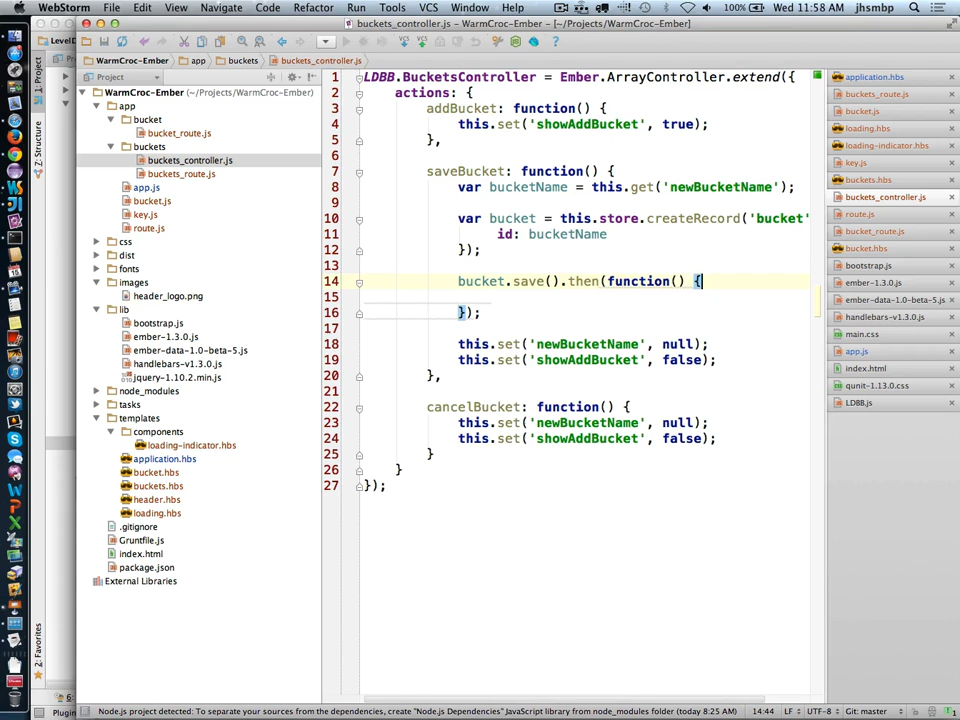 WebStorm File Edit View Navigate Code Refactor Run Tools VCS Window Help 100% Wed 11:58 AM jhsmbp
buckets_controller.js - WarmCroc-Ember - [~/Projects/WarmCroc-Ember]
WarmCroc-Ember app buckets buckets_controller.js
Project
WarmCroc-Ember (~/Projects/WarmCroc-Ember)
app
bucket
bucket_route.js
buckets
buckets_controller.js
buckets_route.js
app.js
bucket.js
key.js
route.js
css
dist
fonts
images
header_logo.png
lib
bootstrap.js
ember-1.3.0.js
ember-data-1.0-beta-5.js
handlebars-v1.3.0.js
jquery-1.10.2.min.js
node_modules
tasks
templates
components
loading-indicator.hbs
application.hbs
bucket.hbs
buckets.hbs
header.hbs
loading.hbs
.gitignore
Gruntfile.js
index.html
package.json
External Libraries
1: Project
7: Structure
2: Favorites
1 LDBB.BucketsController = Ember.ArrayController.extend({
2 actions: {
3 addBucket: function() {
4 this.set('showAddBucket', true);
5 },
6
7 saveBucket: function() {
8 var bucketName = this.get('newBucketName');
9
10 var bucket = this.store.createRecord('bucket'
11 id: bucketName
12 });
13
14 bucket.save().then(function() {
15
16 });
17
18 this.set('newBucketName', null);
19 this.set('showAddBucket', false);
20 },
21
22 cancelBucket: function() {
23 this.set('newBucketName', null);
24 this.set('showAddBucket', false);
25 }
26 }
27 });
application.hbs
buckets_route.js
bucket.js
loading.hbs
loading-indicator.hbs
key.js
buckets.hbs
buckets_controller.js
route.js
bucket_route.js
bucket.hbs
bootstrap.js
ember-1.3.0.js
ember-data-1.0-beta-5.js
handlebars-v1.3.0.js
main.css
app.js
index.html
qunit-1.13.0.css
LDBB.js
Plugin
Node.js project detected: To separate your sources from the dependencies, create "Node.js Dependencies" JavaScript library from node_modules folder (today 8:25 AM) 14:44 LF UTF-8 Git: master